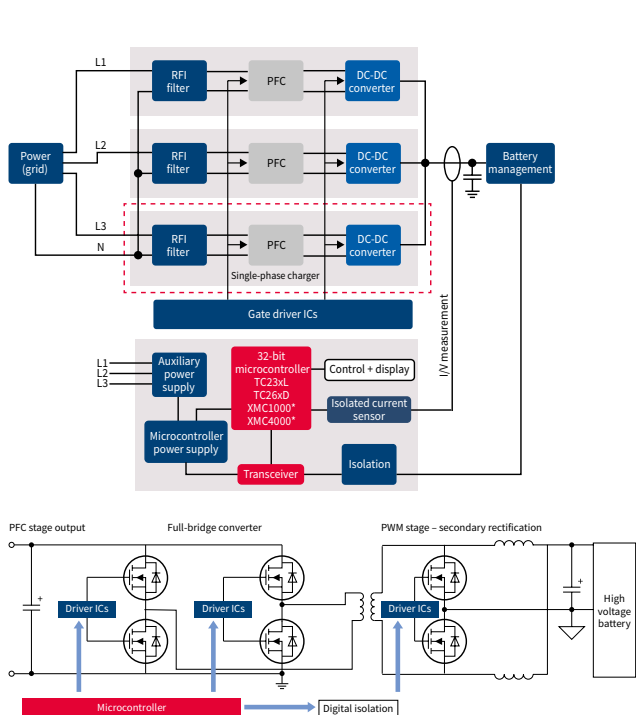 L1
RFI
filter
PFC
DC-DC
converter
Power
(grid)
L2
RFI
filter
PFC
DC-DC
converter
Battery
management
L3
N
RFI
filter
PFC
DC-DC
converter
Single-phase charger
Gate driver ICs
I/V measurement
L1
L2
L3
Auxiliary
power
supply
32-bit
microcontroller
TC23xL
TC26xD
XMC1000*
XMC4000*
Control + display
Isolated current
sensor
Microcontroller
power supply
Transceiver
Isolation
PFC stage output
Full-bridge converter
PWM stage – secondary rectification
+
Driver ICs
Driver ICs
Driver ICs
+
High
voltage
battery
Microcontroller
Digital isolation